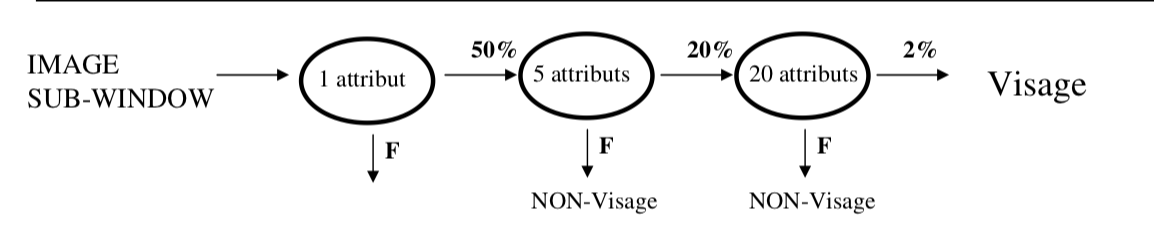 IMAGE
SUB-WINDOW
1 attribut
50%
5 attributs
20%
20 attributs
2%
Visage
F
F
F
NON-Visage
NON-Visage